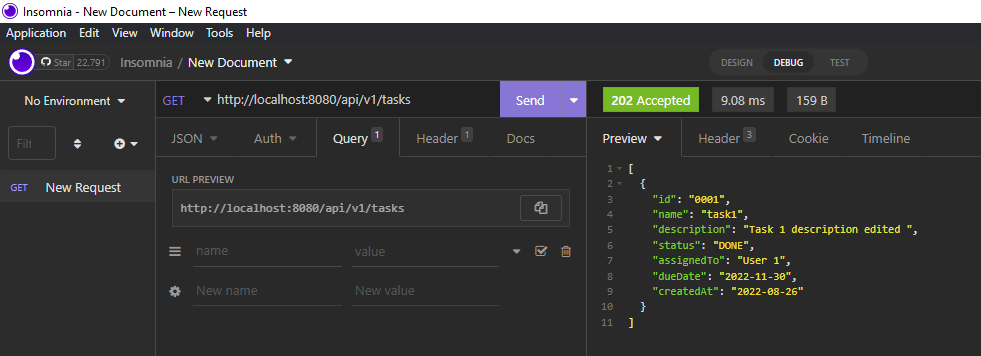 Insomnia - New Document – New Request
Application Edit View Window Tools Help
Star 22.791 Insomnia / New Document DESIGN DEBUG TEST
No Environment GET http://localhost:8080/api/v1/tasks Send 202 Accepted 9.08 ms 159 B
Filt JSON Auth Query 1 Header 1 Docs Preview Header 3 Cookie Timeline
GET New Request
URL PREVIEW
http://localhost:8080/api/v1/tasks
name value
New name New value
1 [
2 {
3 "id": "0001",
4 "name": "task1",
5 "description": "Task 1 description edited ",
6 "status": "DONE",
7 "assignedTo": "User 1",
8 "dueDate": "2022-11-30",
9 "createdAt": "2022-08-26"
10 }
11 ]